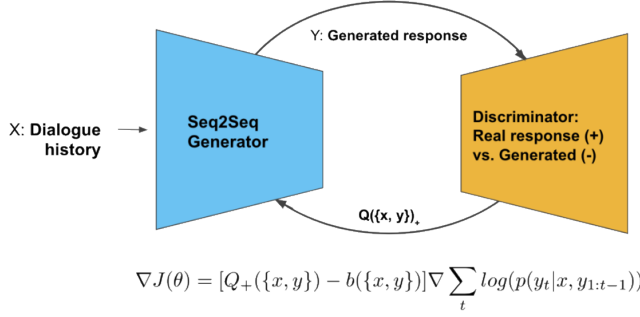 Y: Generated response
X: Dialogue
history
Seq2Seq
Generator
Discriminator:
Real response (+)
vs. Generated (-)
Q({x, y})₊
∇J(θ) = [Q₊({x, y}) − b({x, y})]∇ ∑ₜ log(p(yₜ|x, y₁:ₜ₋₁))